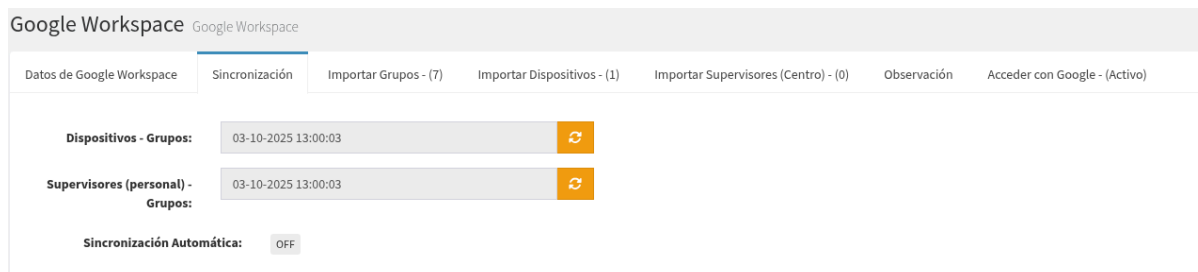 Google Workspace Google Workspace
Datos de Google Workspace Sincronización Importar Grupos - (7) Importar Dispositivos - (1) Importar Supervisores (Centro) - (0) Observación Acceder con Google - (Activo)
Dispositivos - Grupos: 03-10-2025 13:00:03
Supervisores (personal) - 03-10-2025 13:00:03
Grupos:
Sincronización Automática: OFF